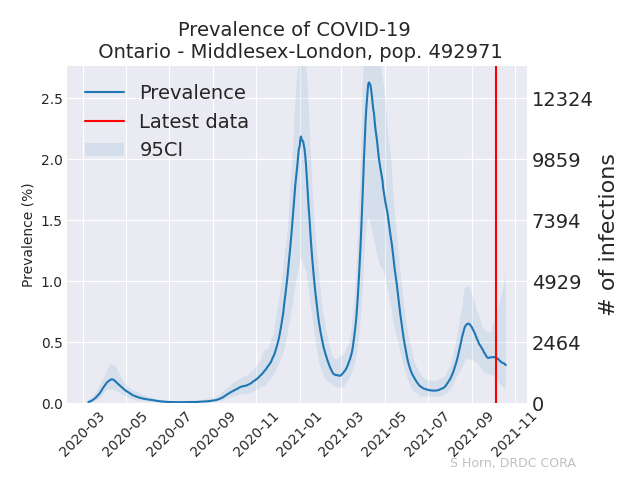 Prevalence of COVID-19
Ontario - Middlesex-London, pop. 492971
Prevalence
Latest data
95CI
2.5
2.0
1.5
1.0
0.5
0.0
Prevalence (%)
12324
9859
7394
4929
2464
0
# of infections
2020-03
2020-05
2020-07
2020-09
2020-11
2021-01
2021-03
2021-05
2021-07
2021-09
2021-11
S Horn, DRDC CORA